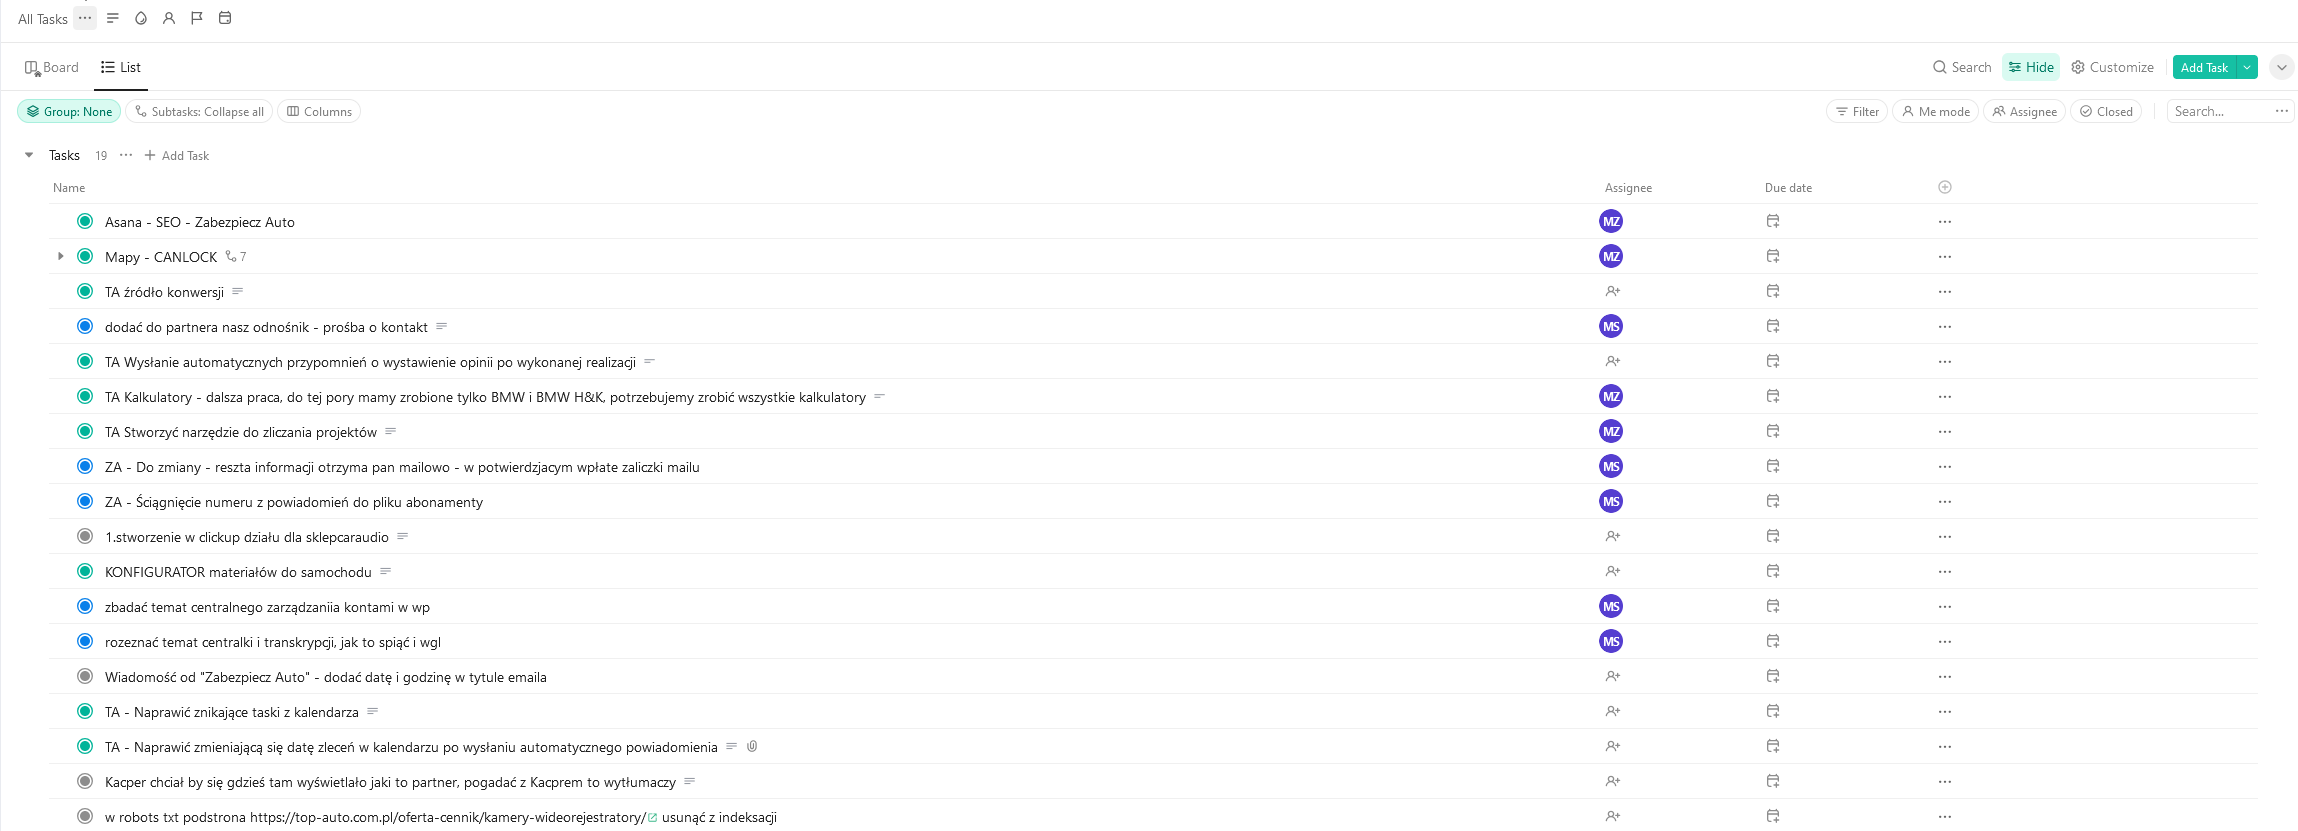 All Tasks
Board List Search Hide Customize Add Task
Group: None Subtasks: Collapse all Columns Filter Me mode Assignee Closed Search...
Tasks 19 Add Task
Name Assignee Due date
Asana - SEO - Zabezpiecz Auto MZ
Mapy - CANLOCK 7 MZ
TA źródło konwersji
dodać do partnera nasz odnośnik - prośba o kontakt MS
TA Wysłanie automatycznych przypomnień o wystawienie opinii po wykonanej realizacji
TA Kalkulatory - dalsza praca, do tej pory mamy zrobione tylko BMW i BMW H&K, potrzebujemy zrobić wszystkie kalkulatory MZ
TA Stworzyć narzędzie do zliczania projektów MZ
ZA - Do zmiany - reszta informacji otrzyma pan mailowo - w potwierdzjacym wpłate zaliczki mailu MS
ZA - Ściągnięcie numeru z powiadomień do pliku abonamenty MS
1.stworzenie w clickup działu dla sklepcaraudio
KONFIGURATOR materiałów do samochodu
zbadać temat centralnego zarządzaniia kontami w wp MS
rozeznać temat centralki i transkrypcji, jak to spiąć i wgl MS
Wiadomość od "Zabezpiecz Auto" - dodać datę i godzinę w tytule emaila
TA - Naprawić znikające taski z kalendarza
TA - Naprawić zmieniającą się datę zleceń w kalendarzu po wysłaniu automatycznego powiadomienia
Kacper chciał by się gdzieś tam wyświetlało jaki to partner, pogadać z Kacprem to wytłumaczy
w robots txt podstrona https://top-auto.com.pl/oferta-cennik/kamery-wideorejestratory/ usunąć z indeksacji